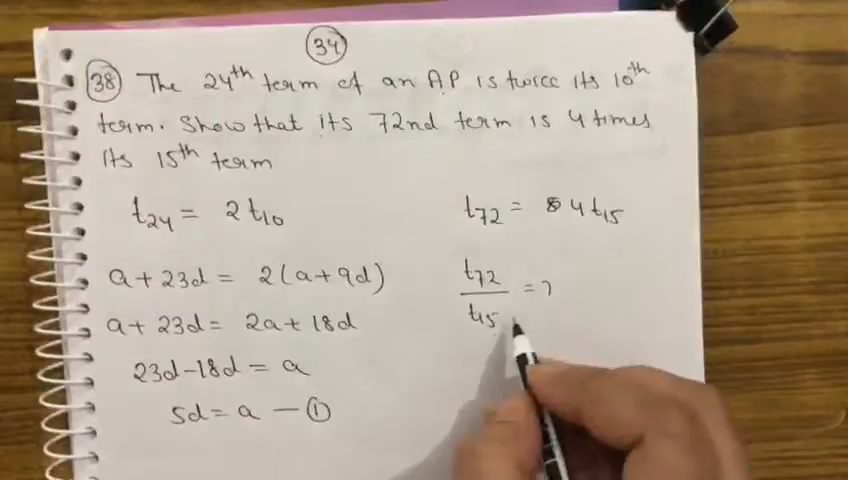 34
38 The 24th term of an AP is twice its 10th
term. Show that its 72nd term is 4 times
its 15th term
t24 = 2 t10
a + 23d = 2(a + 9d)
a + 23d = 2a + 18d
23d - 18d = a
5d = a — 1
t72 = 4 t15
t72 / t15 = ?